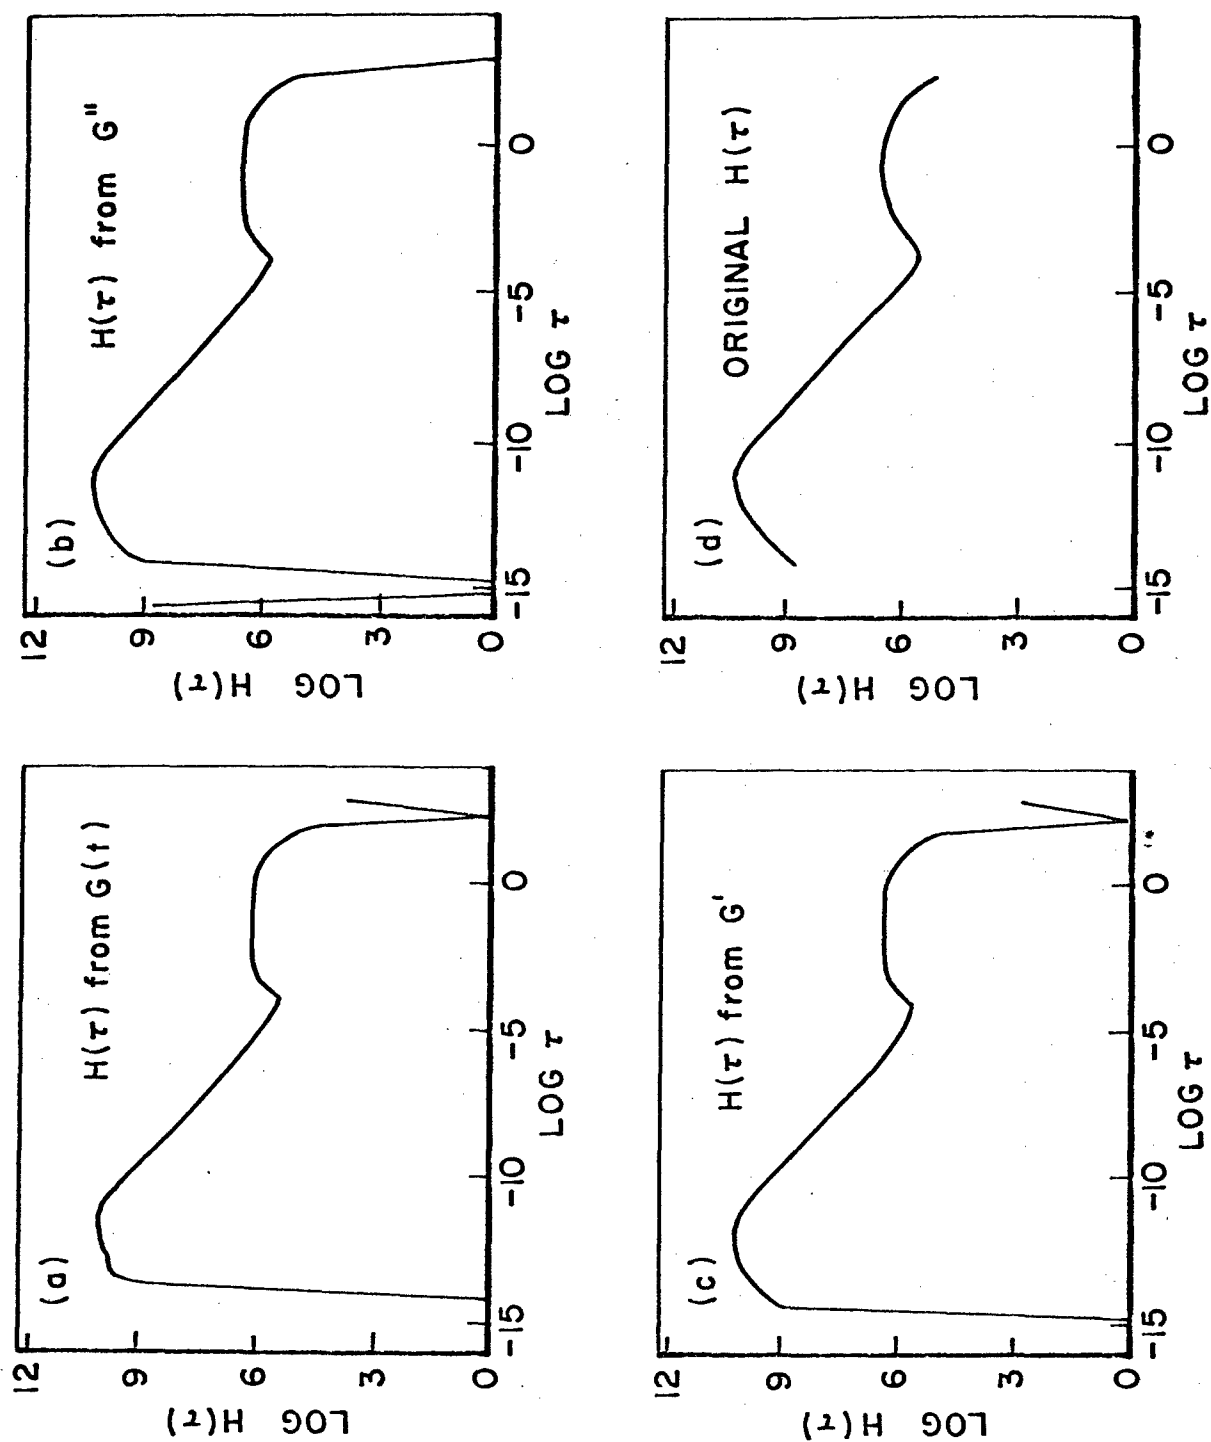 (a)
H(τ) from G(t)
LOG H(τ)
12
9
6
3
0
-15
-10
-5
0
LOG τ
(b)
H(τ) from G"
LOG H(τ)
12
9
6
3
0
-15
-10
-5
0
LOG τ
(c)
H(τ) from G'
LOG H(τ)
12
9
6
3
0
-15
-10
-5
0
LOG τ
(d)
ORIGINAL H(τ)
LOG H(τ)
12
9
6
3
0
-15
-10
-5
0
LOG τ